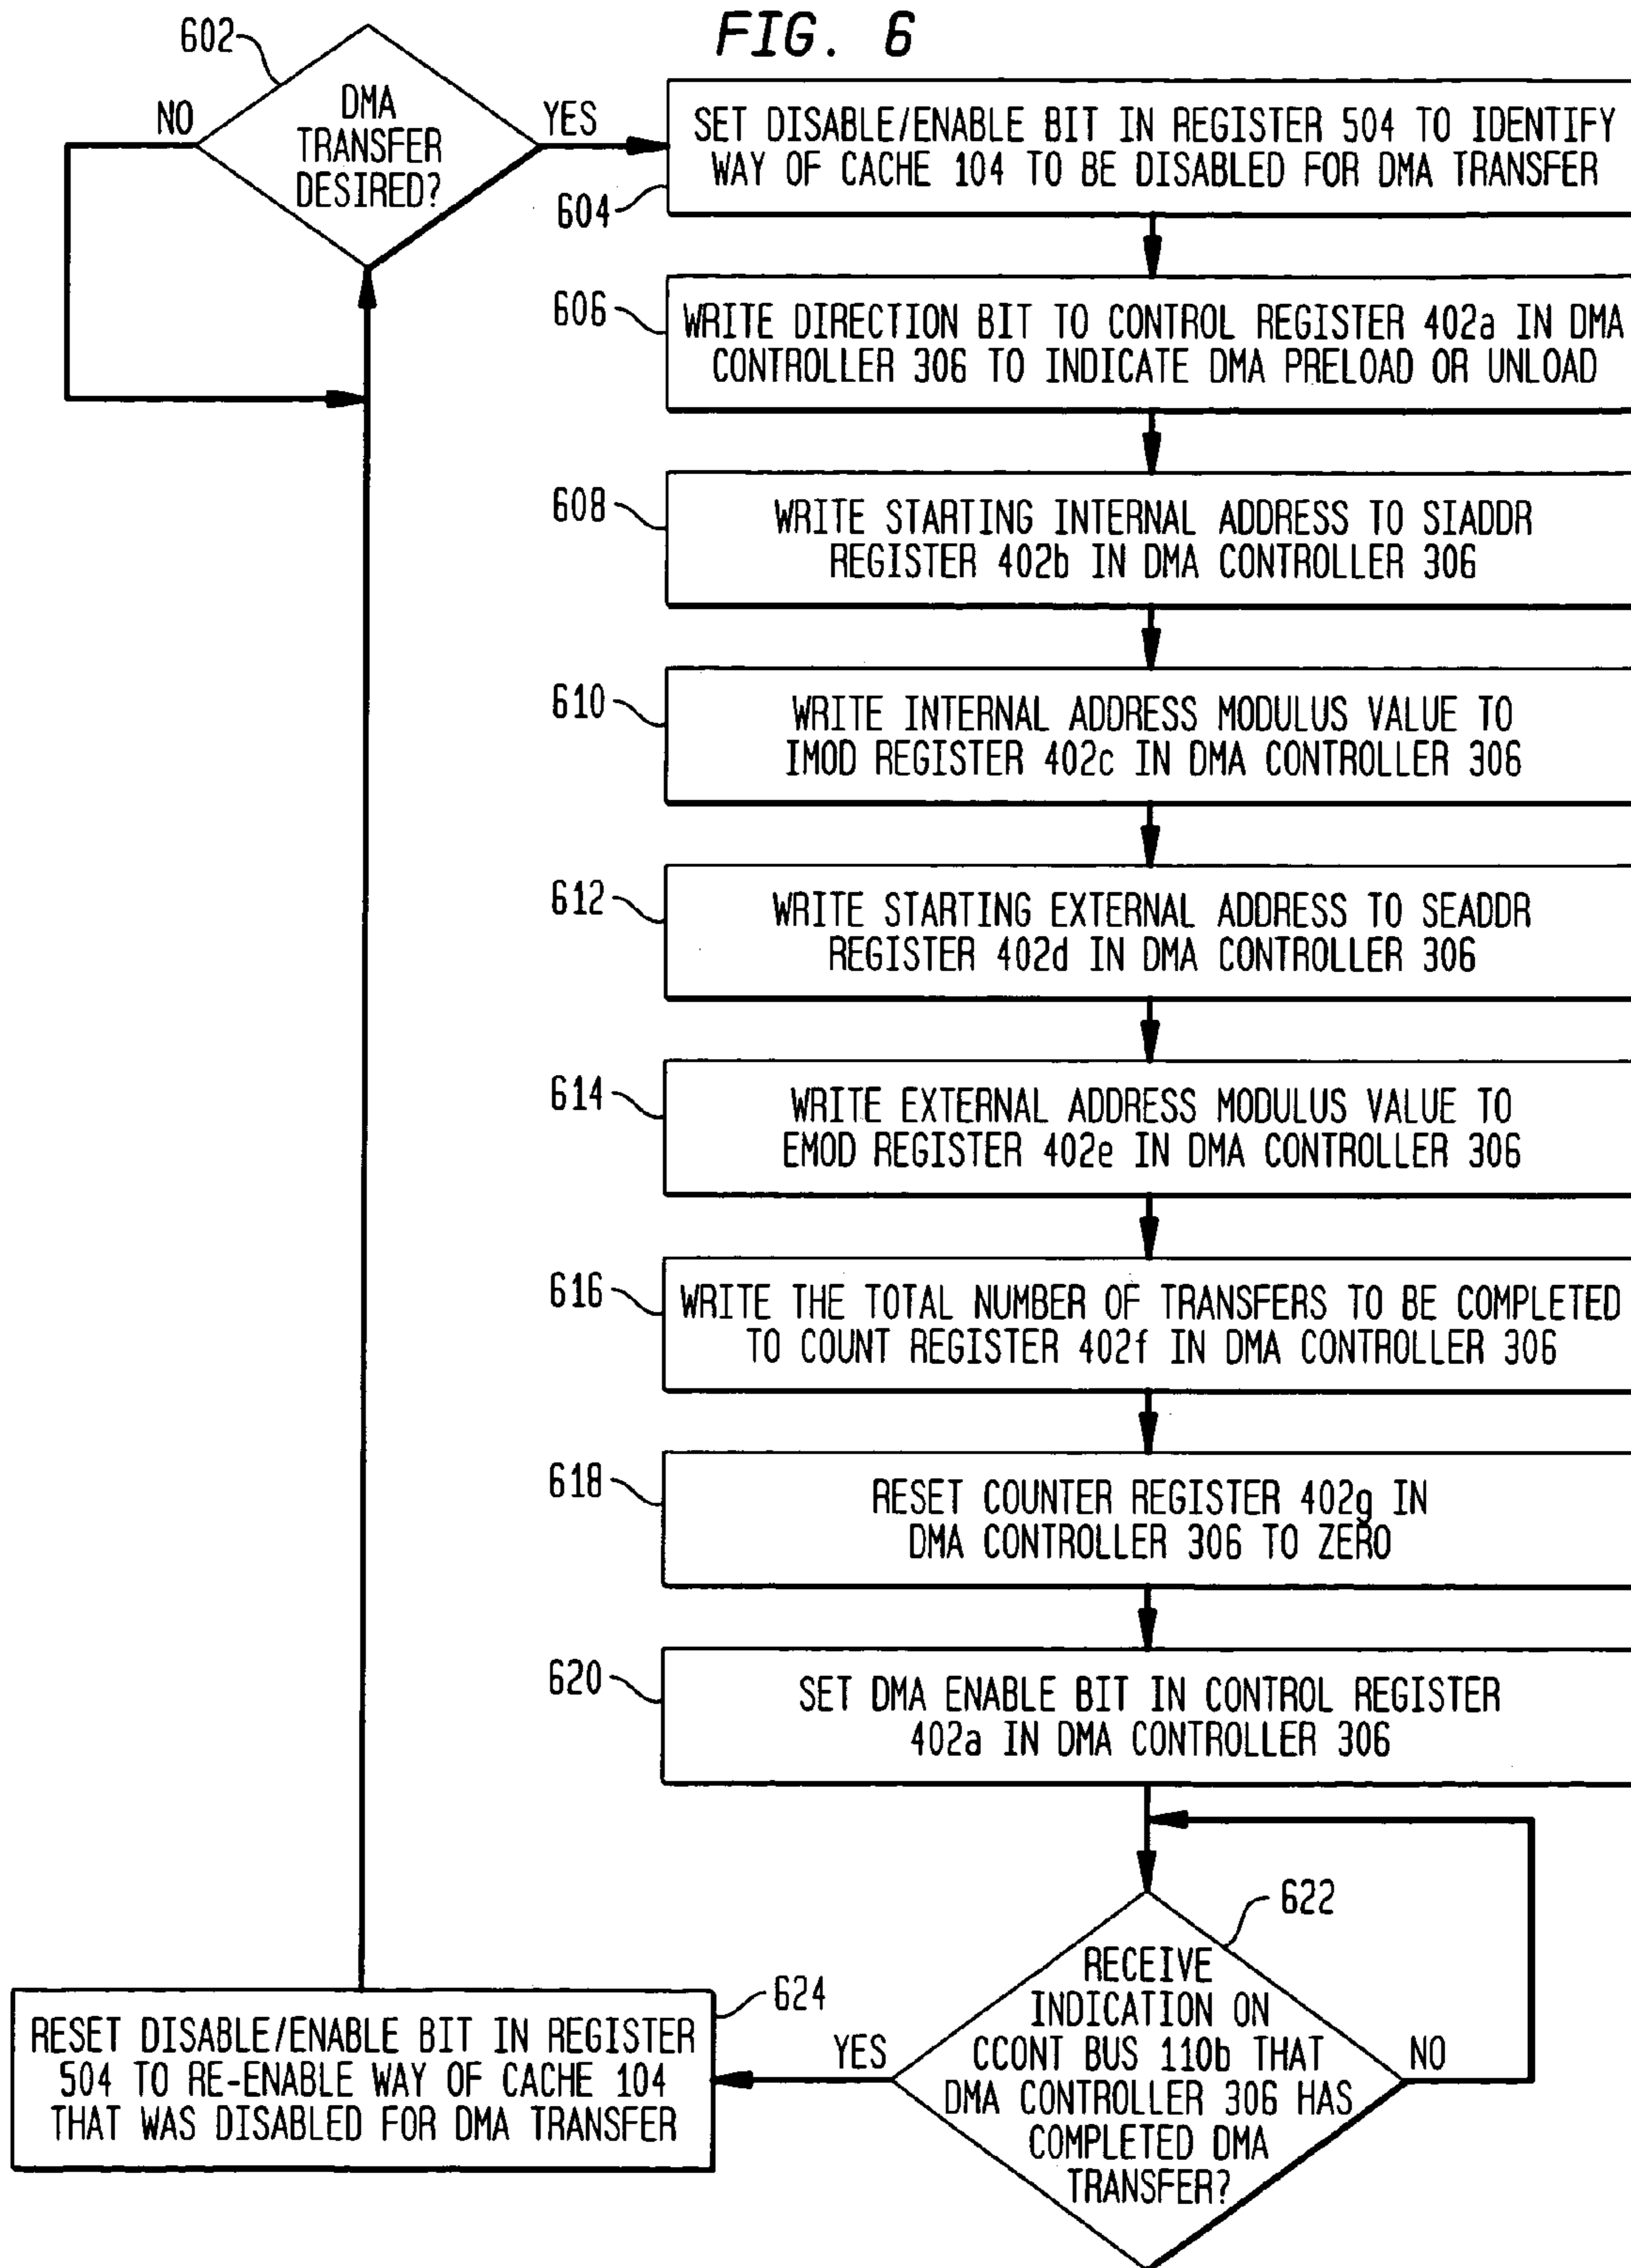 FIG. 6
602
DMA
TRANSFER
DESIRED?
NO
YES
SET DISABLE/ENABLE BIT IN REGISTER 504 TO IDENTIFY
WAY OF CACHE 104 TO BE DISABLED FOR DMA TRANSFER
604
606
WRITE DIRECTION BIT TO CONTROL REGISTER 402a IN DMA
CONTROLLER 306 TO INDICATE DMA PRELOAD OR UNLOAD
608
WRITE STARTING INTERNAL ADDRESS TO SIADDR
REGISTER 402b IN DMA CONTROLLER 306
610
WRITE INTERNAL ADDRESS MODULUS VALUE TO
IMOD REGISTER 402c IN DMA CONTROLLER 306
612
WRITE STARTING EXTERNAL ADDRESS TO SEADDR
REGISTER 402d IN DMA CONTROLLER 306
614
WRITE EXTERNAL ADDRESS MODULUS VALUE TO
EMOD REGISTER 402e IN DMA CONTROLLER 306
616
WRITE THE TOTAL NUMBER OF TRANSFERS TO BE COMPLETED
TO COUNT REGISTER 402f IN DMA CONTROLLER 306
618
RESET COUNTER REGISTER 402g IN
DMA CONTROLLER 306 TO ZERO
620
SET DMA ENABLE BIT IN CONTROL REGISTER
402a IN DMA CONTROLLER 306
622
RECEIVE
INDICATION ON
CCONT BUS 110b THAT
DMA CONTROLLER 306 HAS
COMPLETED DMA
TRANSFER?
NO
YES
624
RESET DISABLE/ENABLE BIT IN REGISTER
504 TO RE-ENABLE WAY OF CACHE 104
THAT WAS DISABLED FOR DMA TRANSFER